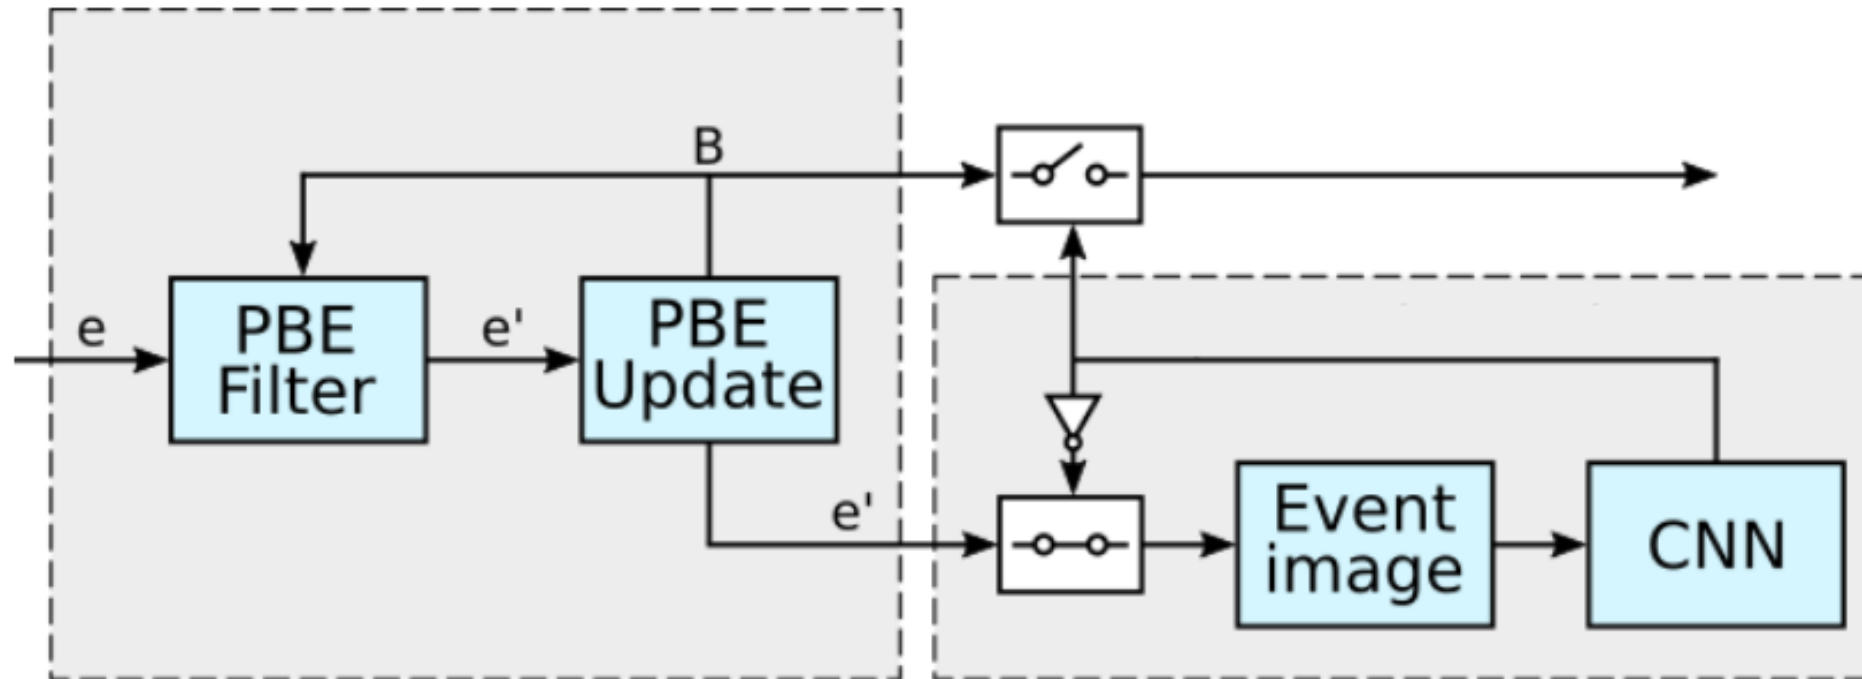 B
e
PBE
Filter
e'
PBE
Update
e'
Event
image
CNN